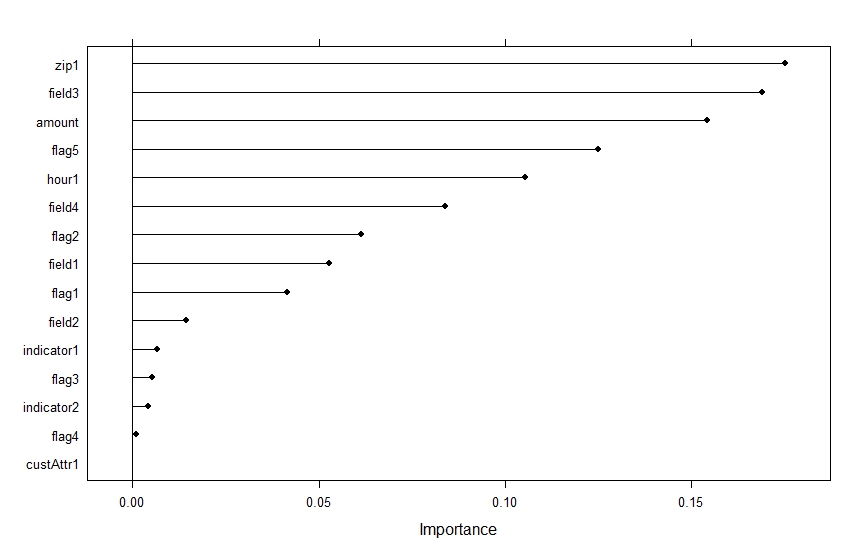 zip1
field3
amount
flag5
hour1
field4
flag2
field1
flag1
field2
indicator1
flag3
indicator2
flag4
custAttr1
0.00 0.05 0.10 0.15
Importance